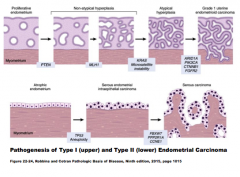 Proliferative
endometrium
Non-atypical hyperplasia
Atypical
hyperplasia
Grade 1 uterine
endometrioid carcinoma
Myometrium
PTEN
MLH1
KRAS
Microsatellite
instability
ARID1A
PIK3CA
CTNNB1
FGFR2
Atrophic
endometrium
Serous endometrial
intraepithelial carcinoma
Serous carcinoma
Myometrium
TP53
Aneuploidy
FBXW7
PPP2R1A
CCNE1
Pathogenesis of Type I (upper) and Type II (lower) Endometrial Carcinoma
Figure 22-24, Robbins and Cotran Pathologic Basis of Disease, Ninth edition, 2015, page 1015